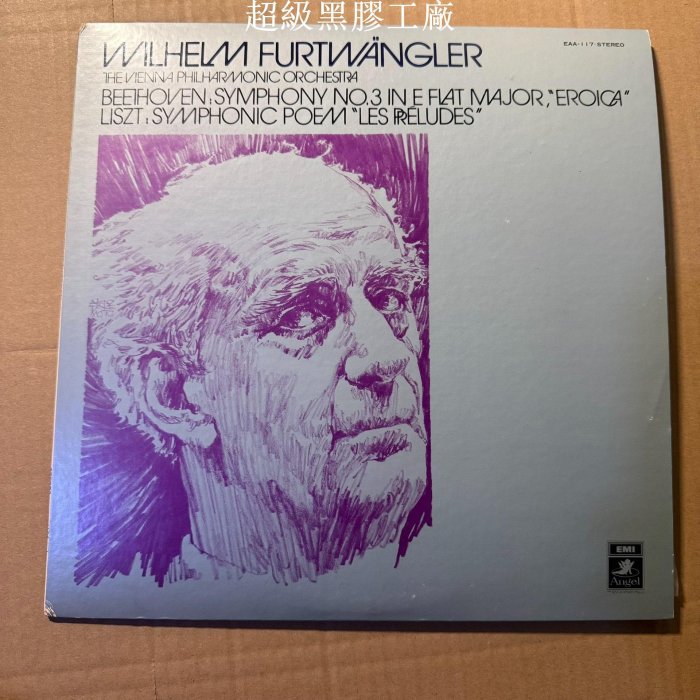 超級黑膠工廠
WILHELM FURTWÄNGLER
EAA-117 STEREO
THE VIENNA PHILHARMONIC ORCHESTRA
BEETHOVEN: SYMPHONY NO.3 IN E FLAT MAJOR, "EROICA"
LISZT: SYMPHONIC POEM "LES PRÉLUDES"
EMI
Angel